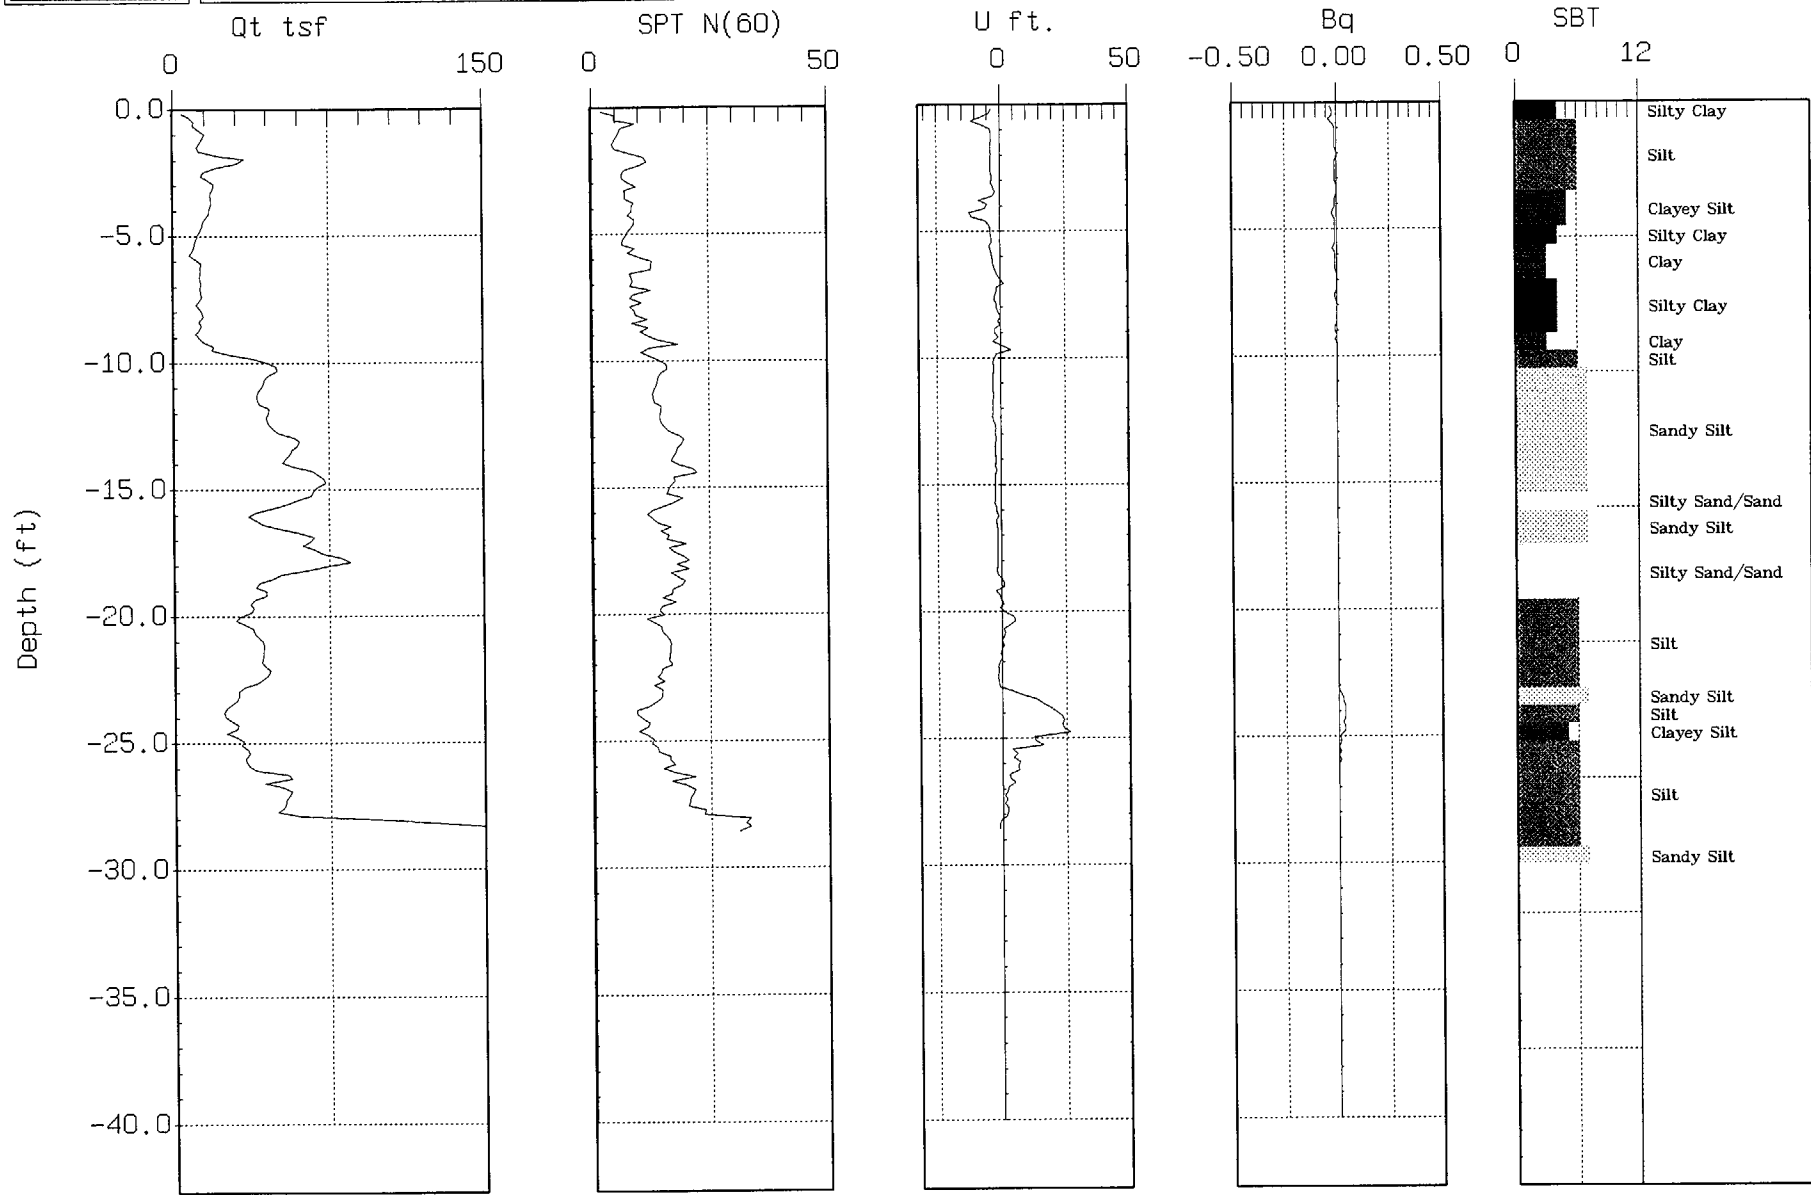 Qt tsf
SPT N(60)
U ft.
Bq
SBT
0 150
0 50
0 50
-0.50 0.00 0.50
0 12
Depth (ft)
0.0
-5.0
-10.0
-15.0
-20.0
-25.0
-30.0
-35.0
-40.0
Silty Clay
Silt
Clayey Silt
Silty Clay
Clay
Silty Clay
Clay
Silt
Sandy Silt
Silty Sand/Sand
Sandy Silt
Silty Sand/Sand
Silt
Sandy Silt
Silt
Clayey Silt
Silt
Sandy Silt